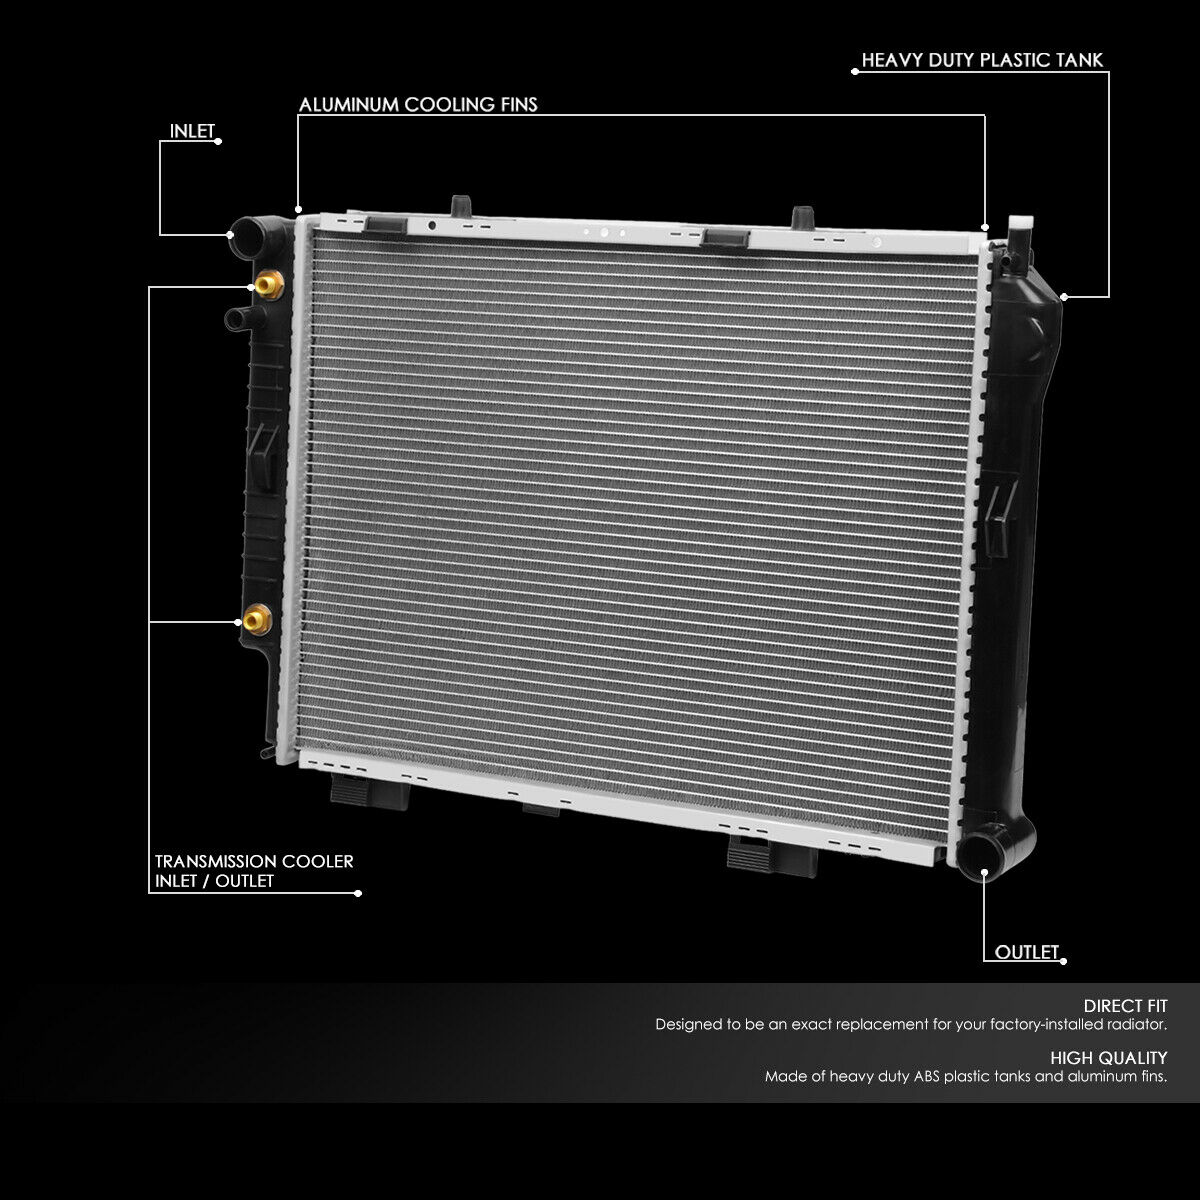 HEAVY DUTY PLASTIC TANK
ALUMINUM COOLING FINS
INLET
TRANSMISSION COOLER
INLET / OUTLET
OUTLET
DIRECT FIT
Designed to be an exact replacement for your factory-installed radiator.
HIGH QUALITY
Made of heavy duty ABS plastic tanks and aluminum fins.